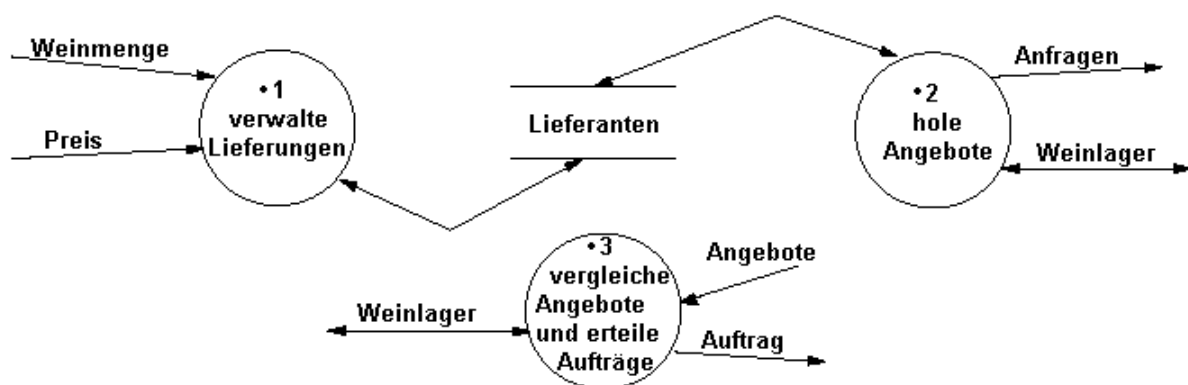 Weinmenge
Preis
•1
verwalte
Lieferungen
Lieferanten
•2
hole
Angebote
Anfragen
Weinlager
•3
vergleiche
Angebote
und erteile
Aufträge
Weinlager
Angebote
Auftrag